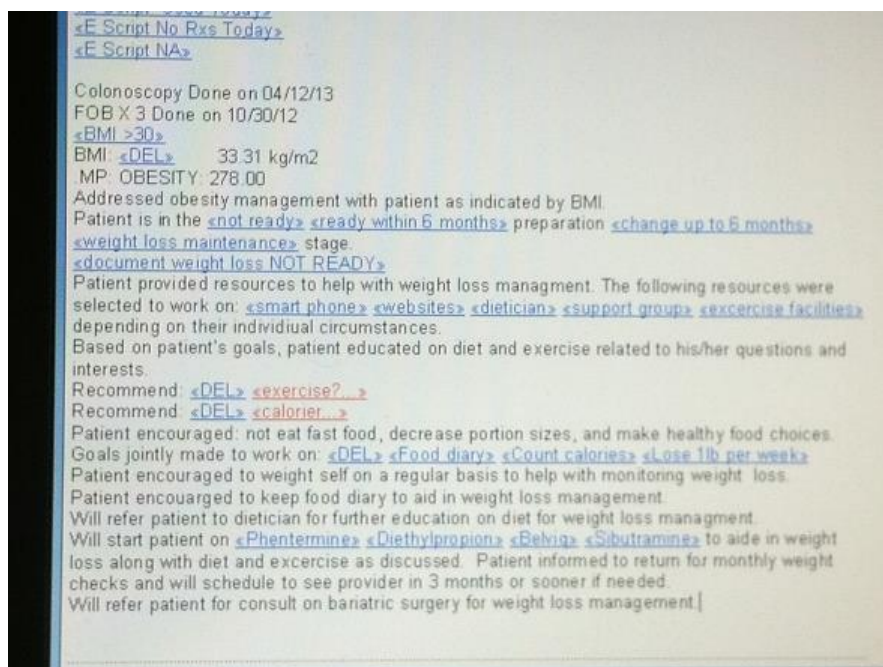 «E Script No Rxs Today»
«E Script NA»
Colonoscopy Done on 04/12/13
FOB X 3 Done on 10/30/12
«BMI >30»
BMI: «DEL» 33.31 kg/m2
.MP: OBESITY: 278.00
Addressed obesity management with patient as indicated by BMI.
Patient is in the «not ready» «ready within 6 months» preparation «change up to 6 months»
«weight loss maintenance» stage.
«document weight loss NOT READY»
Patient provided resources to help with weight loss managment. The following resources were
selected to work on: «smart phone» «websites» «dietician» «support group» «excercise facilities»
depending on their individiual circumstances.
Based on patient's goals, patient educated on diet and exercise related to his/her questions and
interests.
Recommend: «DEL» «exercise?...»
Recommend: «DEL» «calorier...»
Patient encouraged: not eat fast food, decrease portion sizes, and make healthy food choices.
Goals jointly made to work on: «DEL» «Food diary» «Count calories» «Lose 1lb per week»
Patient encouraged to weight self on a regular basis to help with monitoring weight loss.
Patient encouarged to keep food diary to aid in weight loss management.
Will refer patient to dietician for further education on diet for weight loss managment.
Will start patient on «Phentermine» «Diethylpropion» «Belviq» «Sibutramine» to aide in weight
loss along with diet and excercise as discussed. Patient informed to return for monthly weight
checks and will schedule to see provider in 3 months or sooner if needed.
Will refer patient for consult on bariatric surgery for weight loss management.